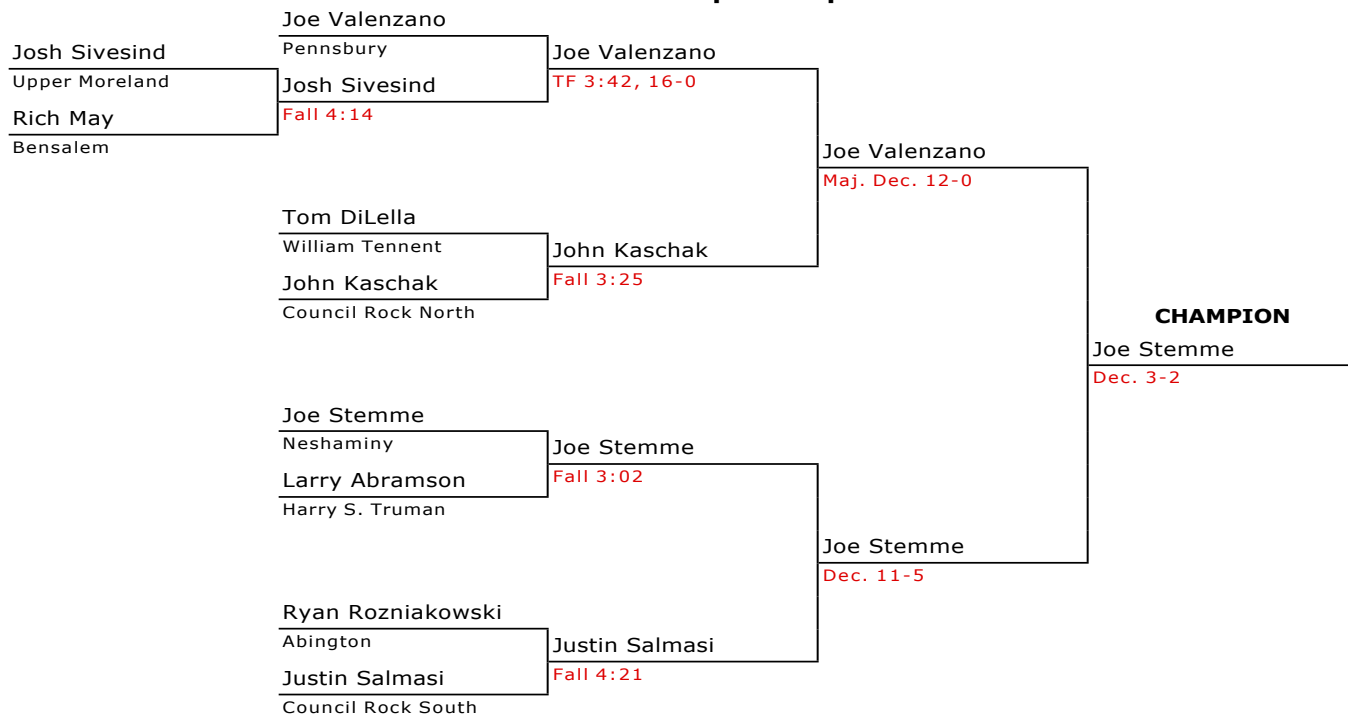 Joe Valenzano
Pennsbury
Josh Sivesind
Upper Moreland
Rich May
Bensalem
Josh Sivesind
Fall 4:14
Joe Valenzano
TF 3:42, 16-0
Tom DiLella
William Tennent
John Kaschak
Council Rock North
John Kaschak
Fall 3:25
Joe Valenzano
Maj. Dec. 12-0
Joe Stemme
Neshaminy
Larry Abramson
Harry S. Truman
Joe Stemme
Fall 3:02
Ryan Rozniakowski
Abington
Justin Salmasi
Council Rock South
Justin Salmasi
Fall 4:21
Joe Stemme
Dec. 11-5
CHAMPION
Joe Stemme
Dec. 3-2